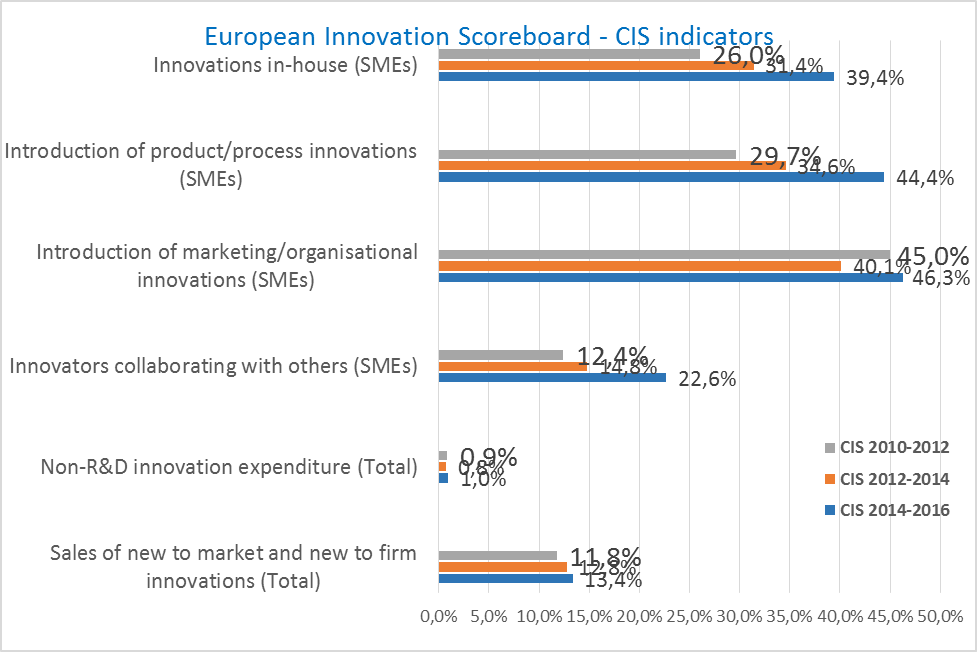 European Innovation Scoreboard - CIS indicators
Innovations in-house (SMEs)
26,0%
31,4%
39,4%
Introduction of product/process innovations
(SMEs)
29,7%
34,6%
44,4%
Introduction of marketing/organisational
innovations (SMEs)
45,0%
40,1%
46,3%
Innovators collaborating with others (SMEs)
12,4%
14,8%
22,6%
Non-R&D innovation expenditure (Total)
0,9%
0,8%
1,0%
Sales of new to market and new to firm
innovations (Total)
11,8%
12,8%
13,4%
CIS 2010-2012
CIS 2012-2014
CIS 2014-2016
0,0% 5,0% 10,0% 15,0% 20,0% 25,0% 30,0% 35,0% 40,0% 45,0% 50,0%